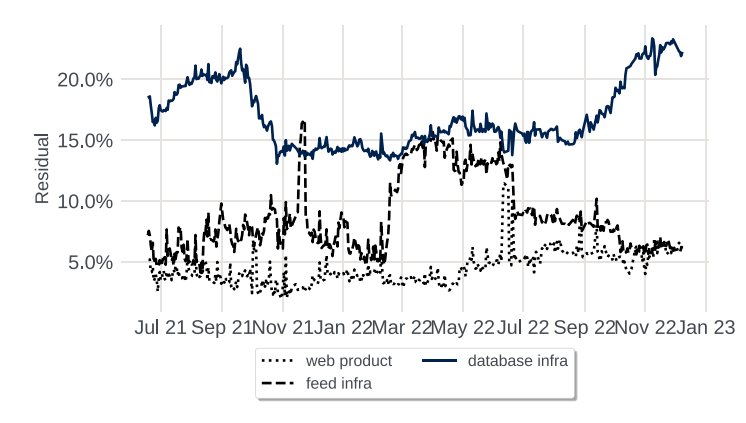 20.0%
15.0%
10.0%
5.0%
Residual
Jul 21 Sep 21 Nov 21 Jan 22 Mar 22 May 22 Jul 22 Sep 22 Nov 22 Jan 23
web product database infra
feed infra